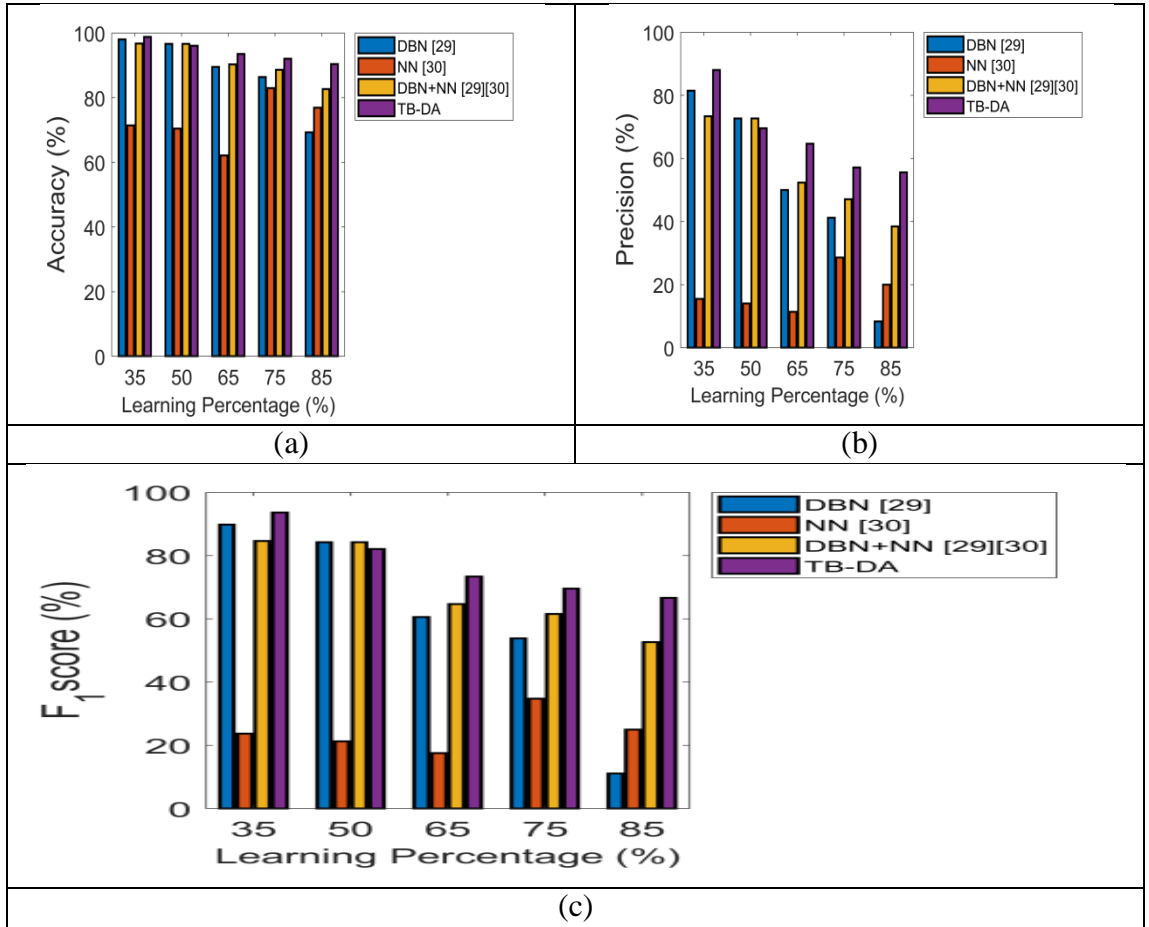 100
80
60
40
20
0
Accuracy (%)
35 50 65 75 85
Learning Percentage (%)
DBN [29]
NN [30]
DBN+NN [29][30]
TB-DA
(a)
100
80
60
40
20
0
Precision (%)
35 50 65 75 85
Learning Percentage (%)
DBN [29]
NN [30]
DBN+NN [29][30]
TB-DA
(b)
100
80
60
40
20
0
F₁ score (%)
35 50 65 75 85
Learning Percentage (%)
DBN [29]
NN [30]
DBN+NN [29][30]
TB-DA
(c)